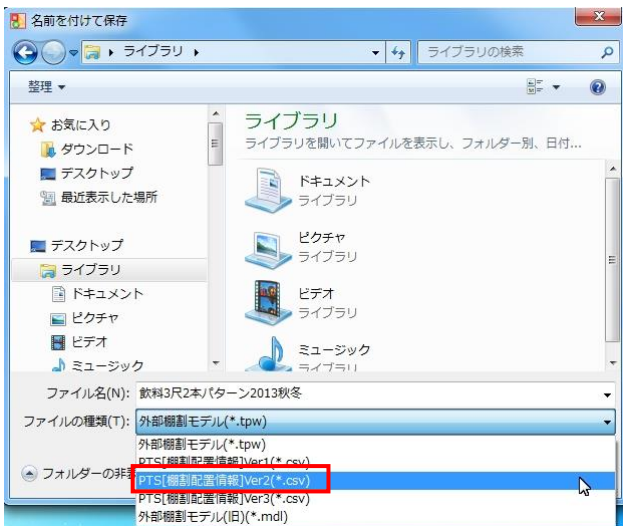 名前を付けて保存
ライブラリ
ライブラリの検索
整理
お気に入り
ダウンロード
デスクトップ
最近表示した場所
デスクトップ
ライブラリ
ドキュメント
ピクチャ
ビデオ
ミュージック
ライブラリ
ライブラリを開いてファイルを表示し、フォルダー別、日付...
ドキュメント
ライブラリ
ピクチャ
ライブラリ
ビデオ
ライブラリ
ミュージック
ライブラリ
ファイル名(N): 飲料3尺2本パターン2013秋冬
ファイルの種類(T): 外部棚割モデル(*.tpw)
外部棚割モデル(*.tpw)
PTS[棚割配置情報]Ver1(*.csv)
フォルダーの非表
PTS[棚割配置情報]Ver2(*.csv)
PTS[棚割配置情報]Ver3(*.csv)
外部棚割モデル(旧)(*.mdl)